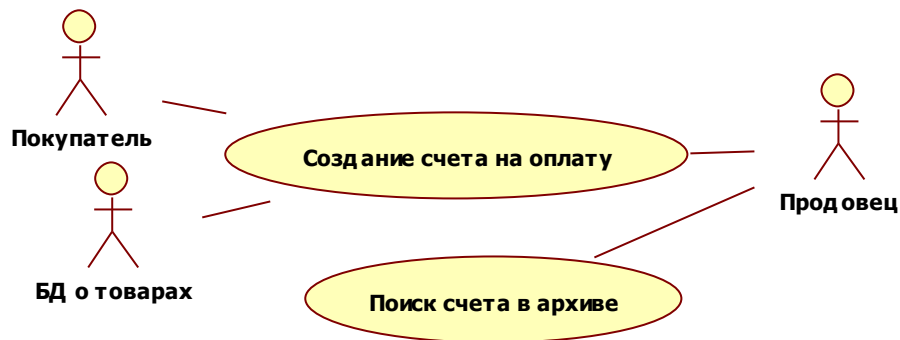 Покупатель
Создание счета на оплату
Продовец
БД о товарах
Поиск счета в архиве